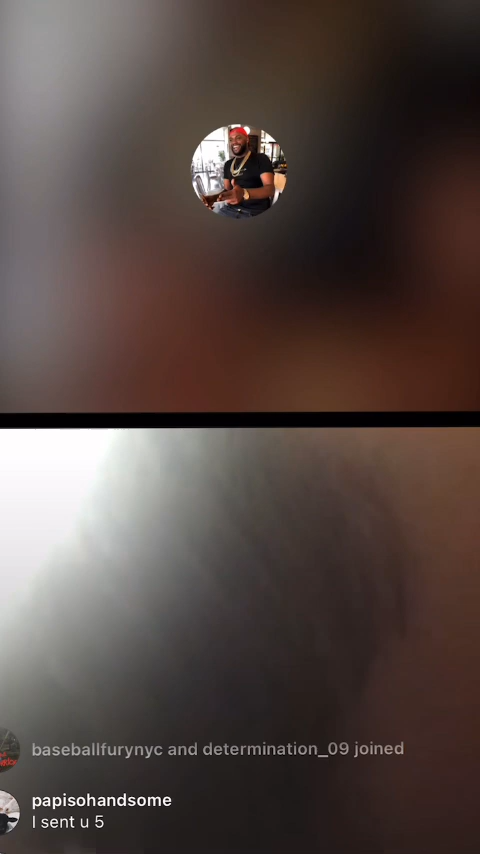 baseballfurynyc and determination_09 joined
papisohandsome
I sent u 5